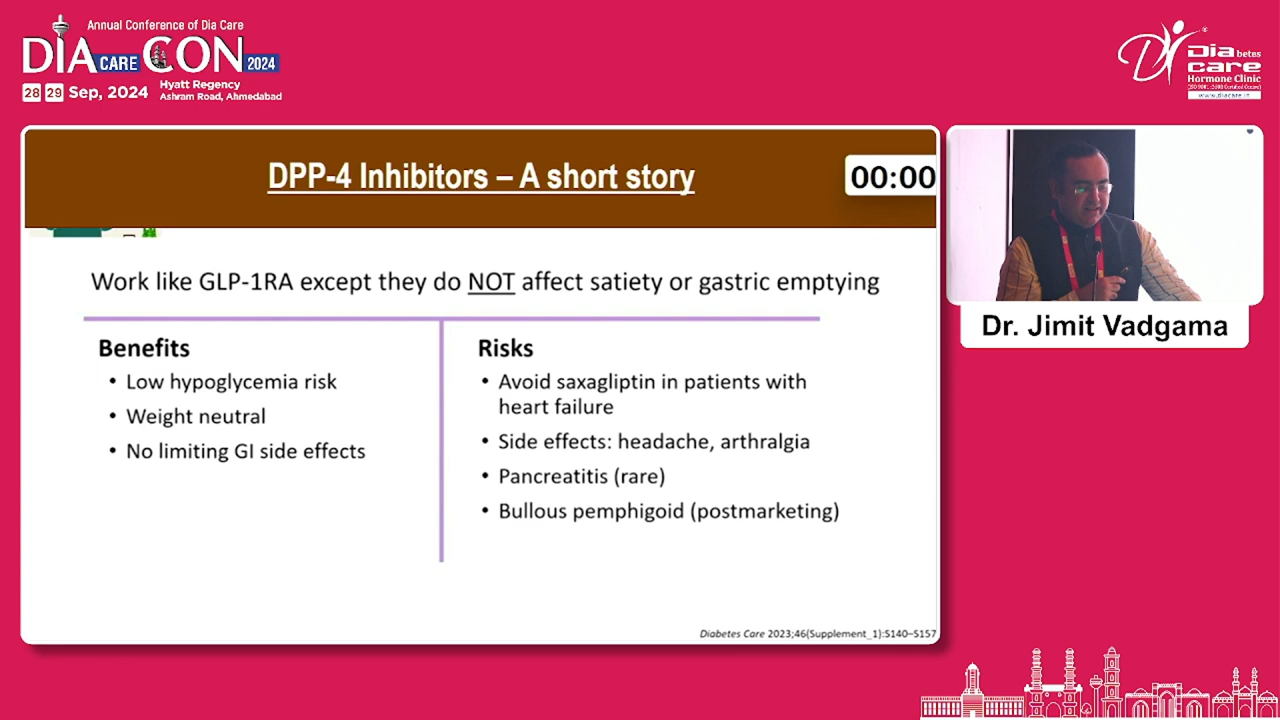 Annual Conference of Dia Care
DIA CARE CON 2024
28 29 Sep, 2024
Hyatt Regency
Ashram Road, Ahmedabad
Diabetes
care
Hormone Clinic
www.diacare.in
DPP-4 Inhibitors – A short story
00:00
Work like GLP-1RA except they do NOT affect satiety or gastric emptying
Benefits
• Low hypoglycemia risk
• Weight neutral
• No limiting GI side effects
Risks
• Avoid saxagliptin in patients with
heart failure
• Side effects: headache, arthralgia
• Pancreatitis (rare)
• Bullous pemphigoid (postmarketing)
Diabetes Care 2023;46(Supplement_1):S140–S157
Dr. Jimit Vadgama